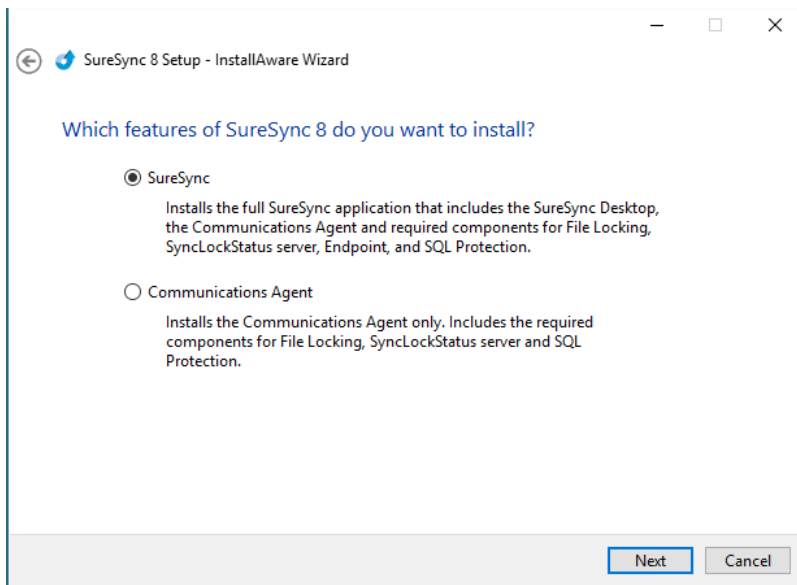 SureSync 8 Setup - InstallAware Wizard
Which features of SureSync 8 do you want to install?
SureSync
Installs the full SureSync application that includes the SureSync Desktop,
the Communications Agent and required components for File Locking,
SyncLockStatus server, Endpoint, and SQL Protection.
Communications Agent
Installs the Communications Agent only. Includes the required
components for File Locking, SyncLockStatus server and SQL
Protection.
Next Cancel